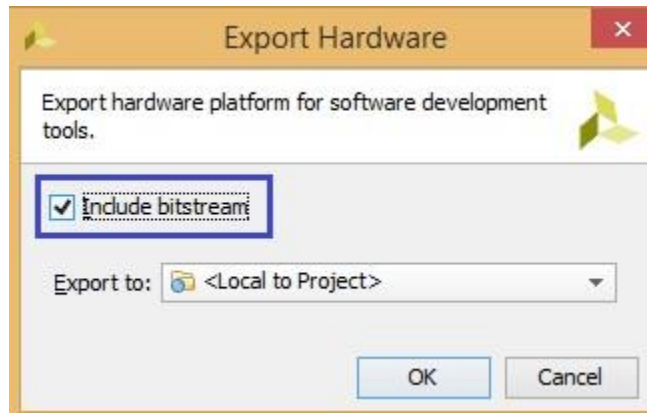 Export Hardware
Export hardware platform for software development
tools.
Include bitstream
Export to: <Local to Project>
OK Cancel